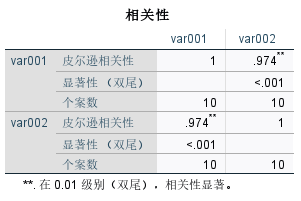 相关性
var001 var002
var001 皮尔逊相关性 1 .974**
显著性（双尾） <.001
个案数 10 10
var002 皮尔逊相关性 .974** 1
显著性（双尾） <.001
个案数 10 10
**. 在 0.01 级别（双尾），相关性显著。